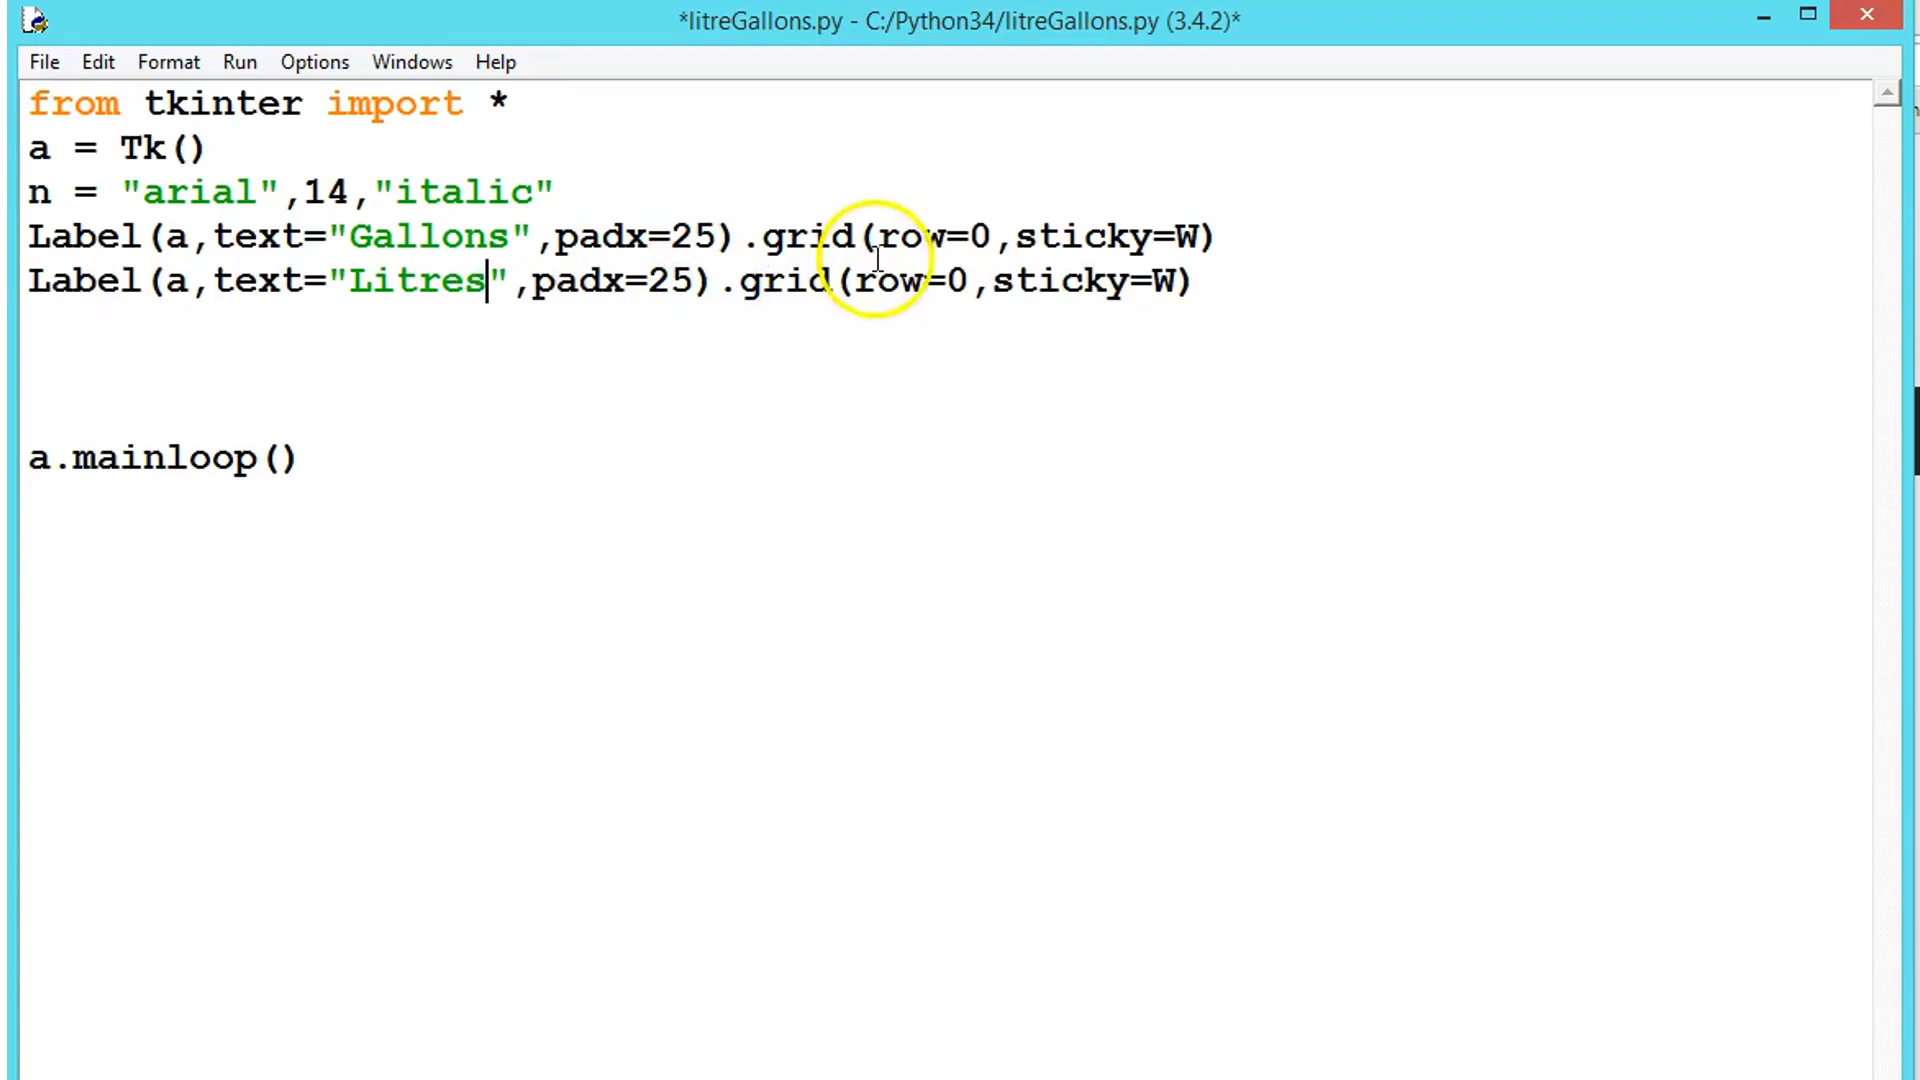 *litreGallons.py - C:/Python34/litreGallons.py (3.4.2)*
File Edit Format Run Options Windows Help
from tkinter import *
a = Tk()
n = "arial",14,"italic"
Label(a,text="Gallons",padx=25).grid(row=0,sticky=W)
Label(a,text="Litres",padx=25).grid(row=0,sticky=W)
a.mainloop()